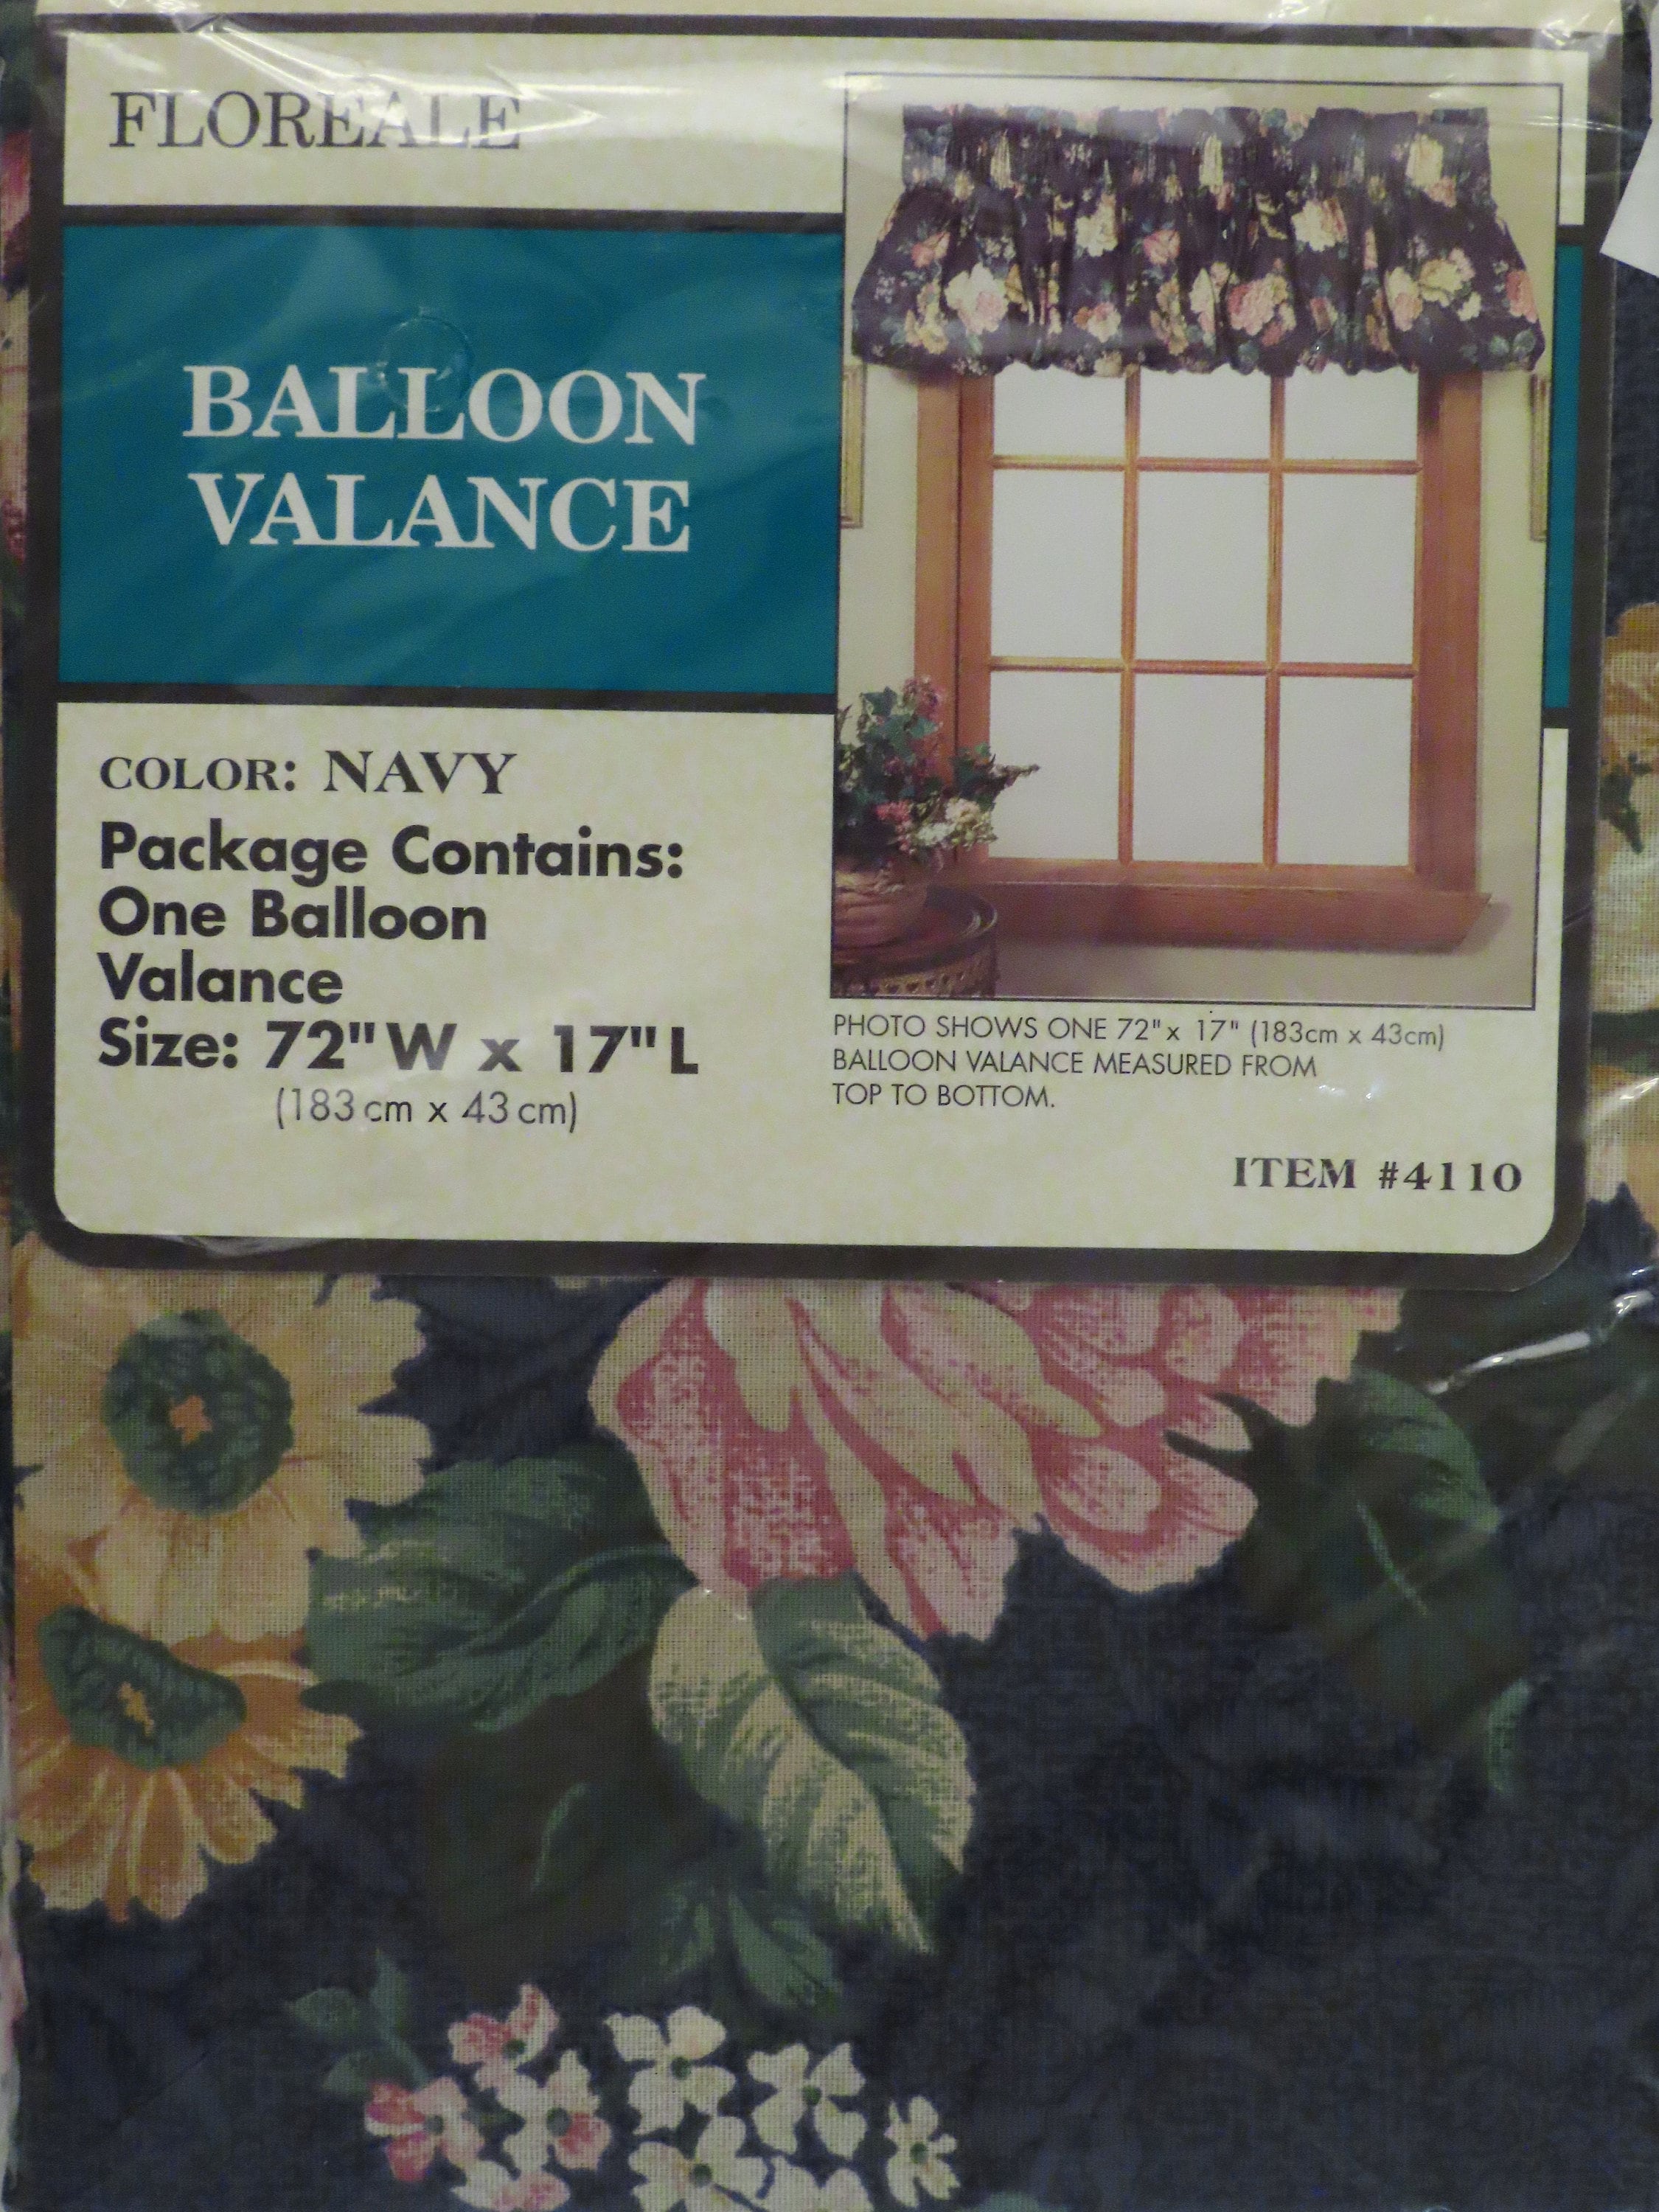 FLOREALE
BALLOON
VALANCE
COLOR: NAVY
Package Contains:
One Balloon
Valance
Size: 72" W x 17" L
(183 cm x 43 cm)
PHOTO SHOWS ONE 72" x 17" (183cm x 43cm)
BALLOON VALANCE MEASURED FROM
TOP TO BOTTOM.
ITEM #4110